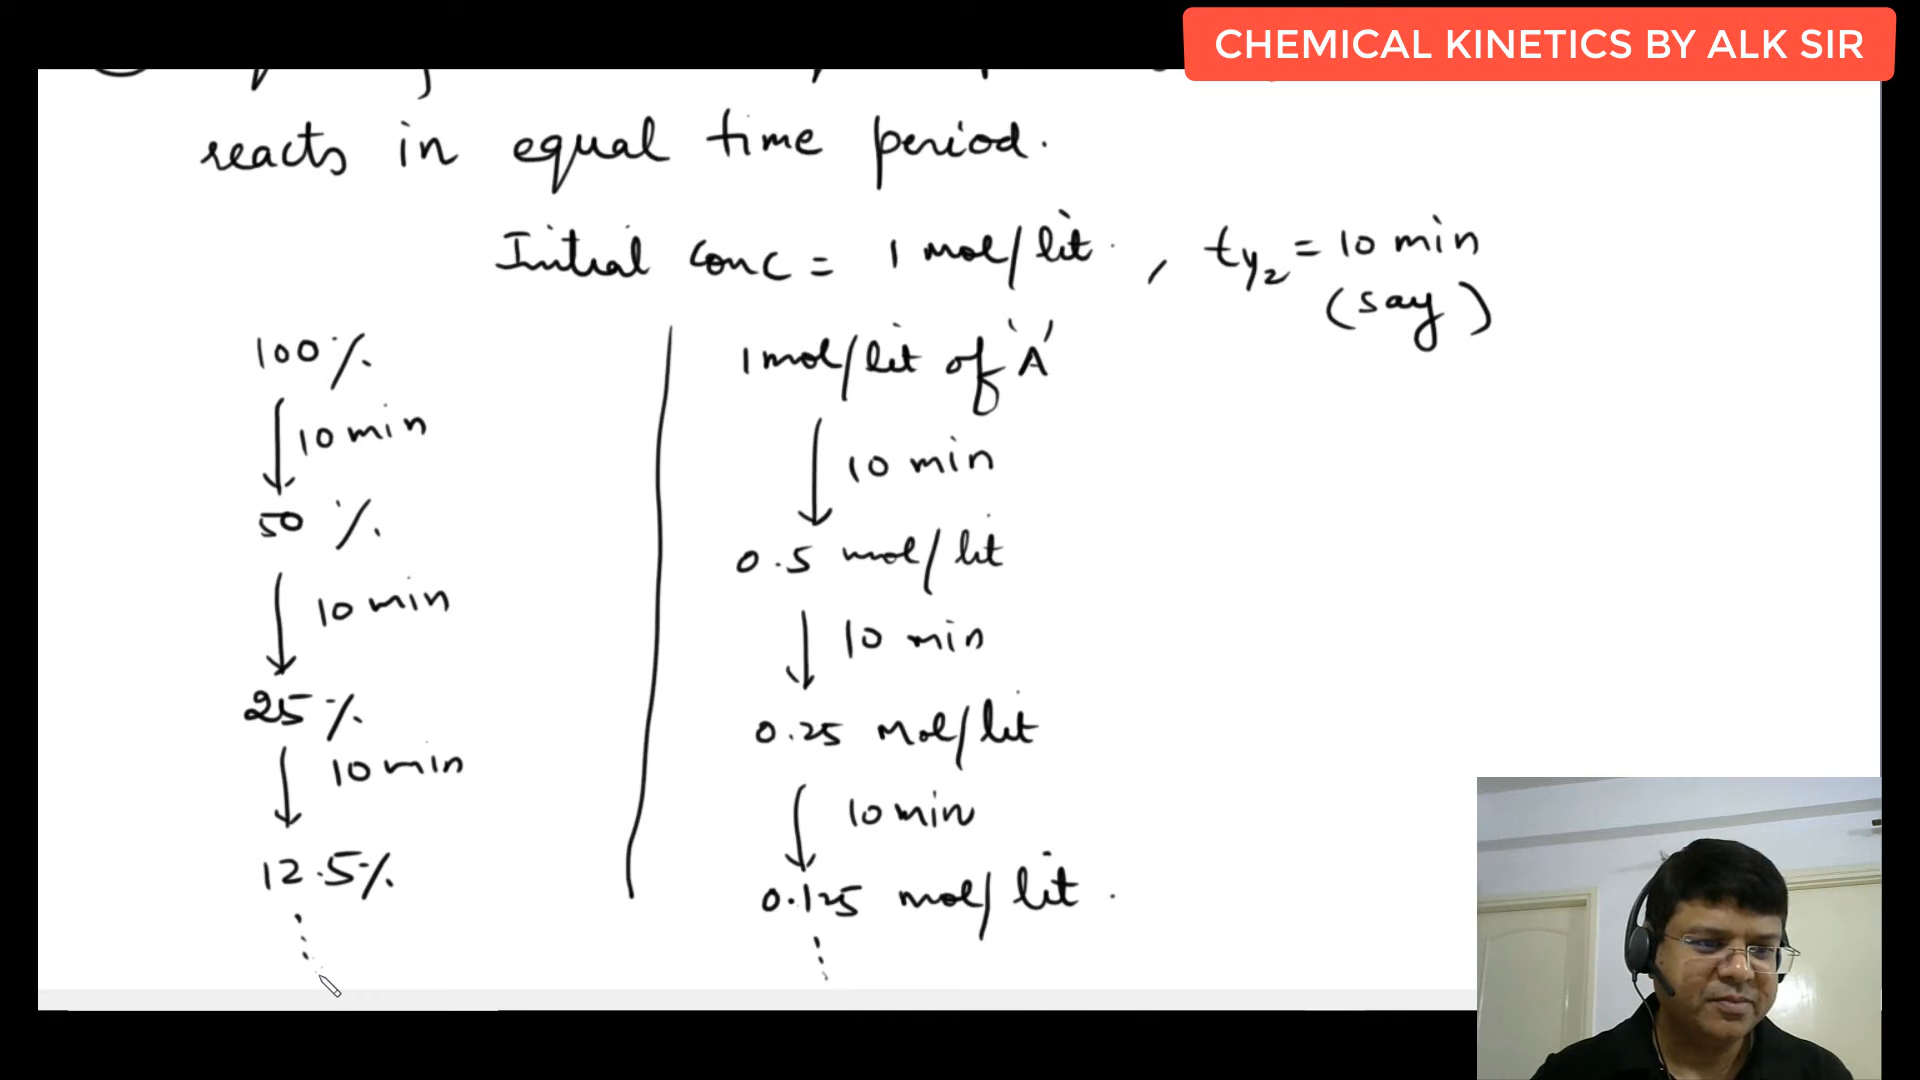 CHEMICAL KINETICS BY ALK SIR
reacts in equal time period.
Initial conc = 1 mol/lit , t1/2 = 10 min
(say)
100%
10 min
50 %
10 min
25%
10 min
12.5%
1 mol/lit of 'A'
10 min
0.5 mol/lit
10 min
0.25 mol/lit
10 min
0.125 mol/lit.